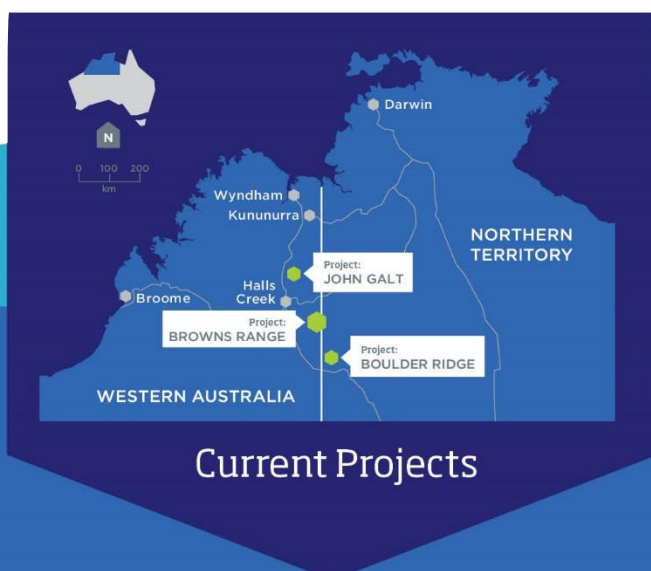 Darwin
N
0 100 200
km
Wyndham
Kununurra
NORTHERN
TERRITORY
Project:
JOHN GALT
Halls
Creek
Broome
Project:
BROWNS RANGE
Project:
BOULDER RIDGE
WESTERN AUSTRALIA
Current Projects